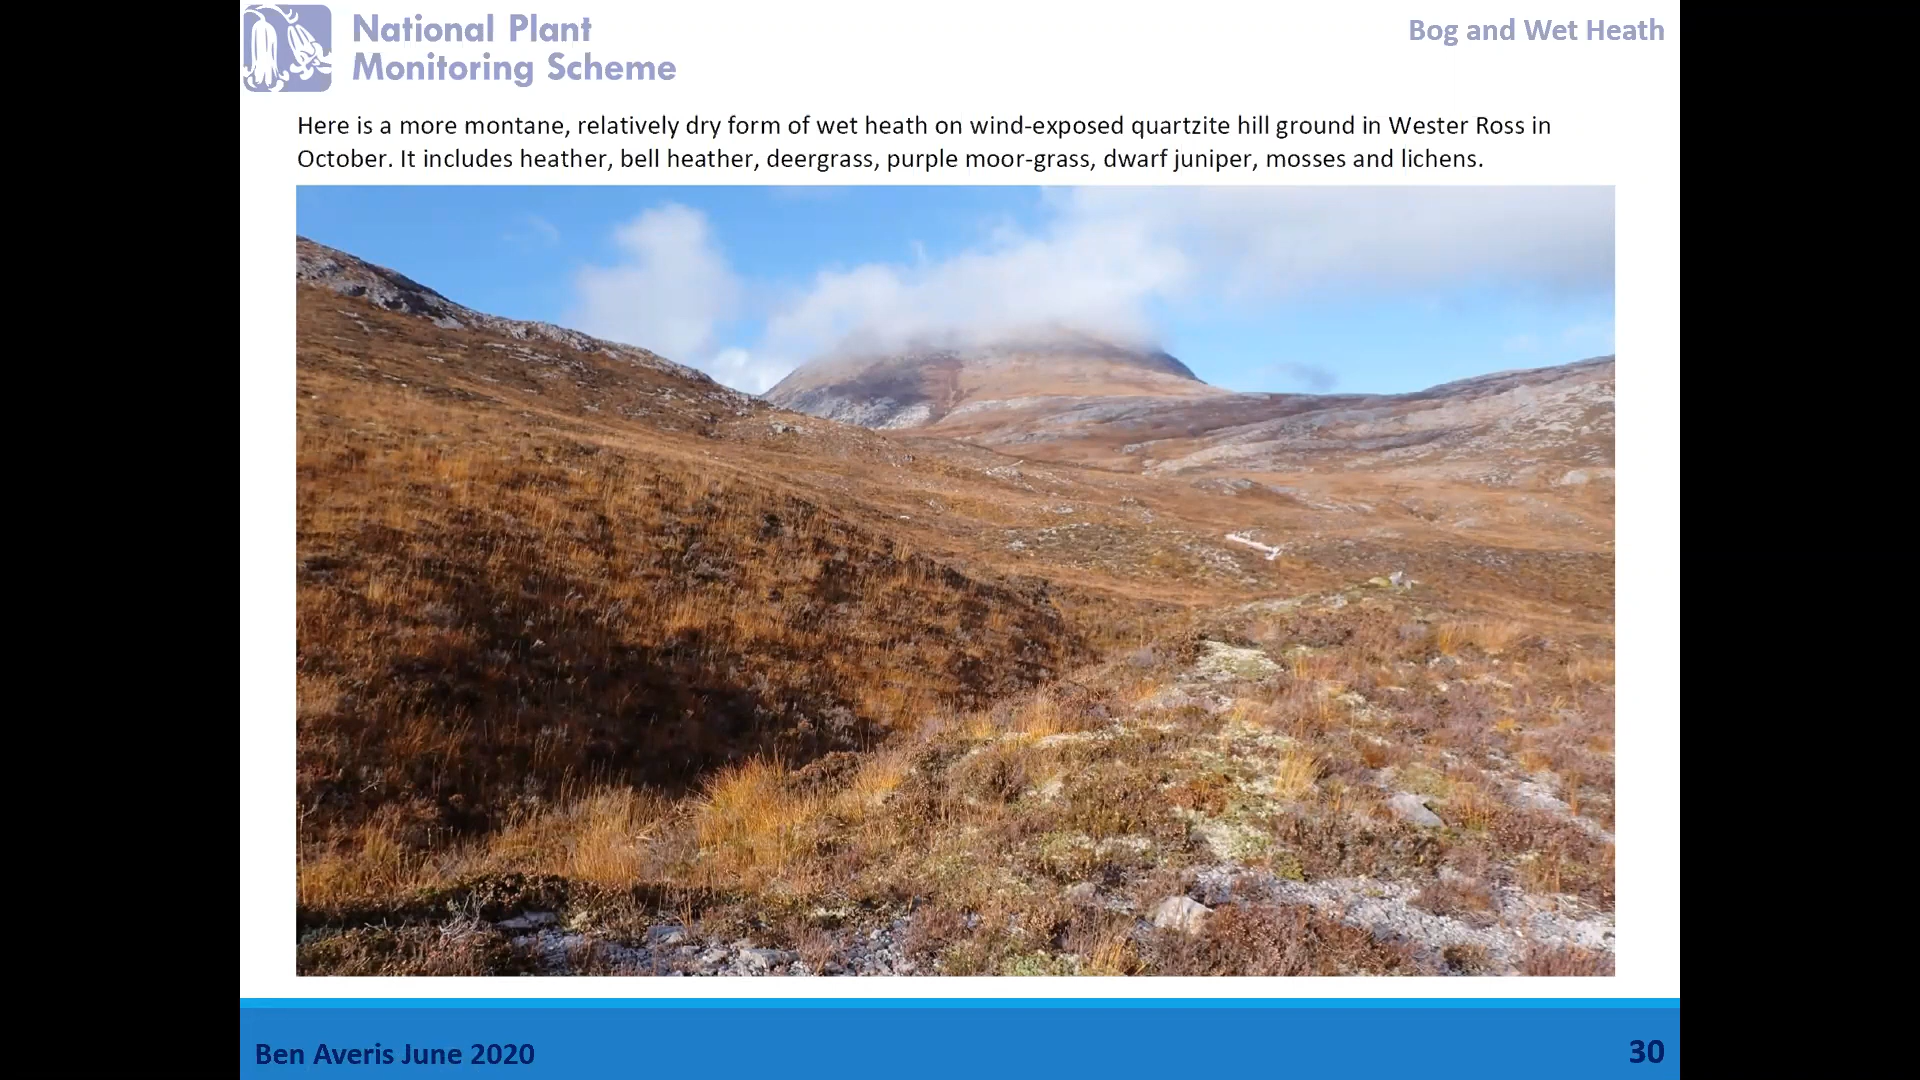 National Plant
Monitoring Scheme
Bog and Wet Heath
Here is a more montane, relatively dry form of wet heath on wind-exposed quartzite hill ground in Wester Ross in
October. It includes heather, bell heather, deergrass, purple moor-grass, dwarf juniper, mosses and lichens.
Ben Averis June 2020
30